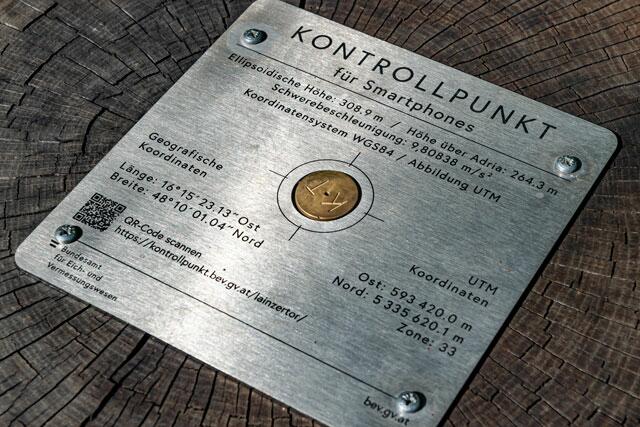 KONTROLLPUNKT
für Smartphones
Ellipsoidische Höhe: 308.9 m / Höhe über Adria: 264.3 m
Schwerebeschleunigung: 9,80838 m/s²
Koordinatensystem WGS84 / Abbildung UTM
Geografische
Koordinaten
Länge: 16°15'23.13" Ost
Breite: 48°10'01.04" Nord
QR-Code scannen
https://kontrollpunkt.bev.gv.at/lainzertor/
UTM
Koordinaten
Ost: 593 420.0 m
Nord: 5 335 620.1 m
Zone: 33
Bundesamt
für Eich- und
Vermessungswesen
bev.gv.at